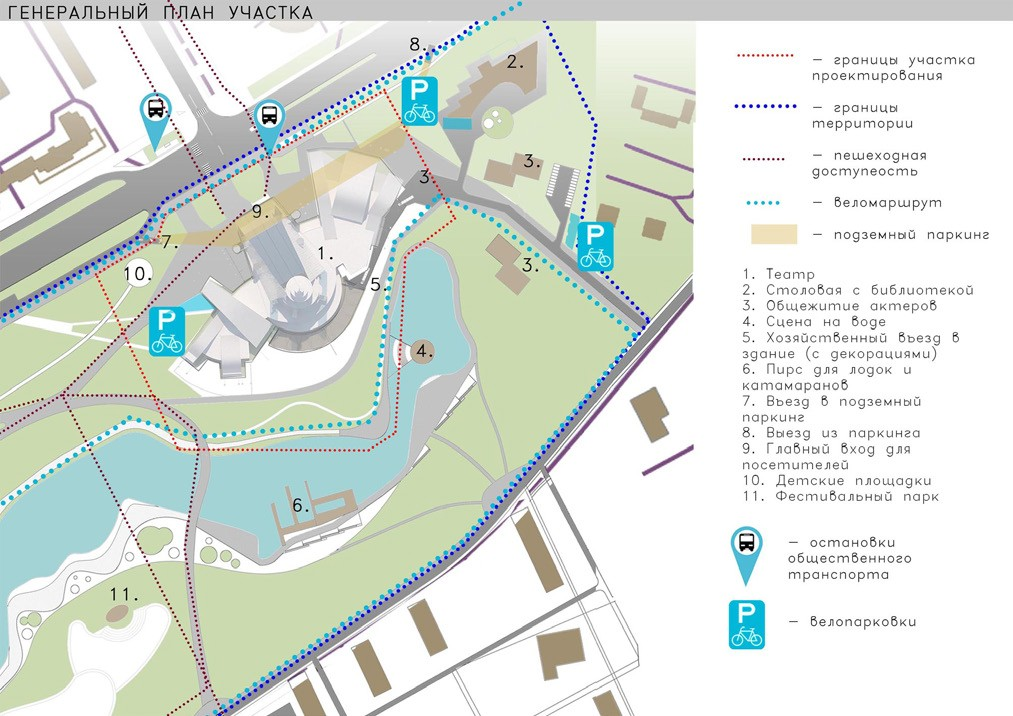 ГЕНЕРАЛЬНЫЙ ПЛАН УЧАСТКА
8.
P
2.
3.
3.
9.
7.
1.
10.
5.
3.
P
P
4.
6.
11.
– границы участка
проектирования
– границы
территории
– пешеходная
доступеость
– веломаршрут
– подземный паркинг
1. Театр
2. Столовая с библиотекой
3. Общежитие актеров
4. Сцена на воде
5. Хозяйственный въезд в
здание (с декорациями)
6. Пирс для лодок и
катамаранов
7. Въезд в подземный
паркинг
8. Выезд из паркинга
9. Главный вход для
посетителей
10. Детские площадки
11. Фестивальный парк
– остановки
общественного
транспорта
P
– велопарковки